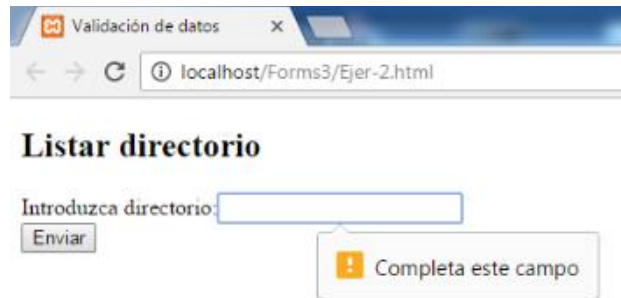 Validación de datos
localhost/Forms3/Ejer-2.html
Listar directorio
Introduzca directorio:
Enviar
Completa este campo